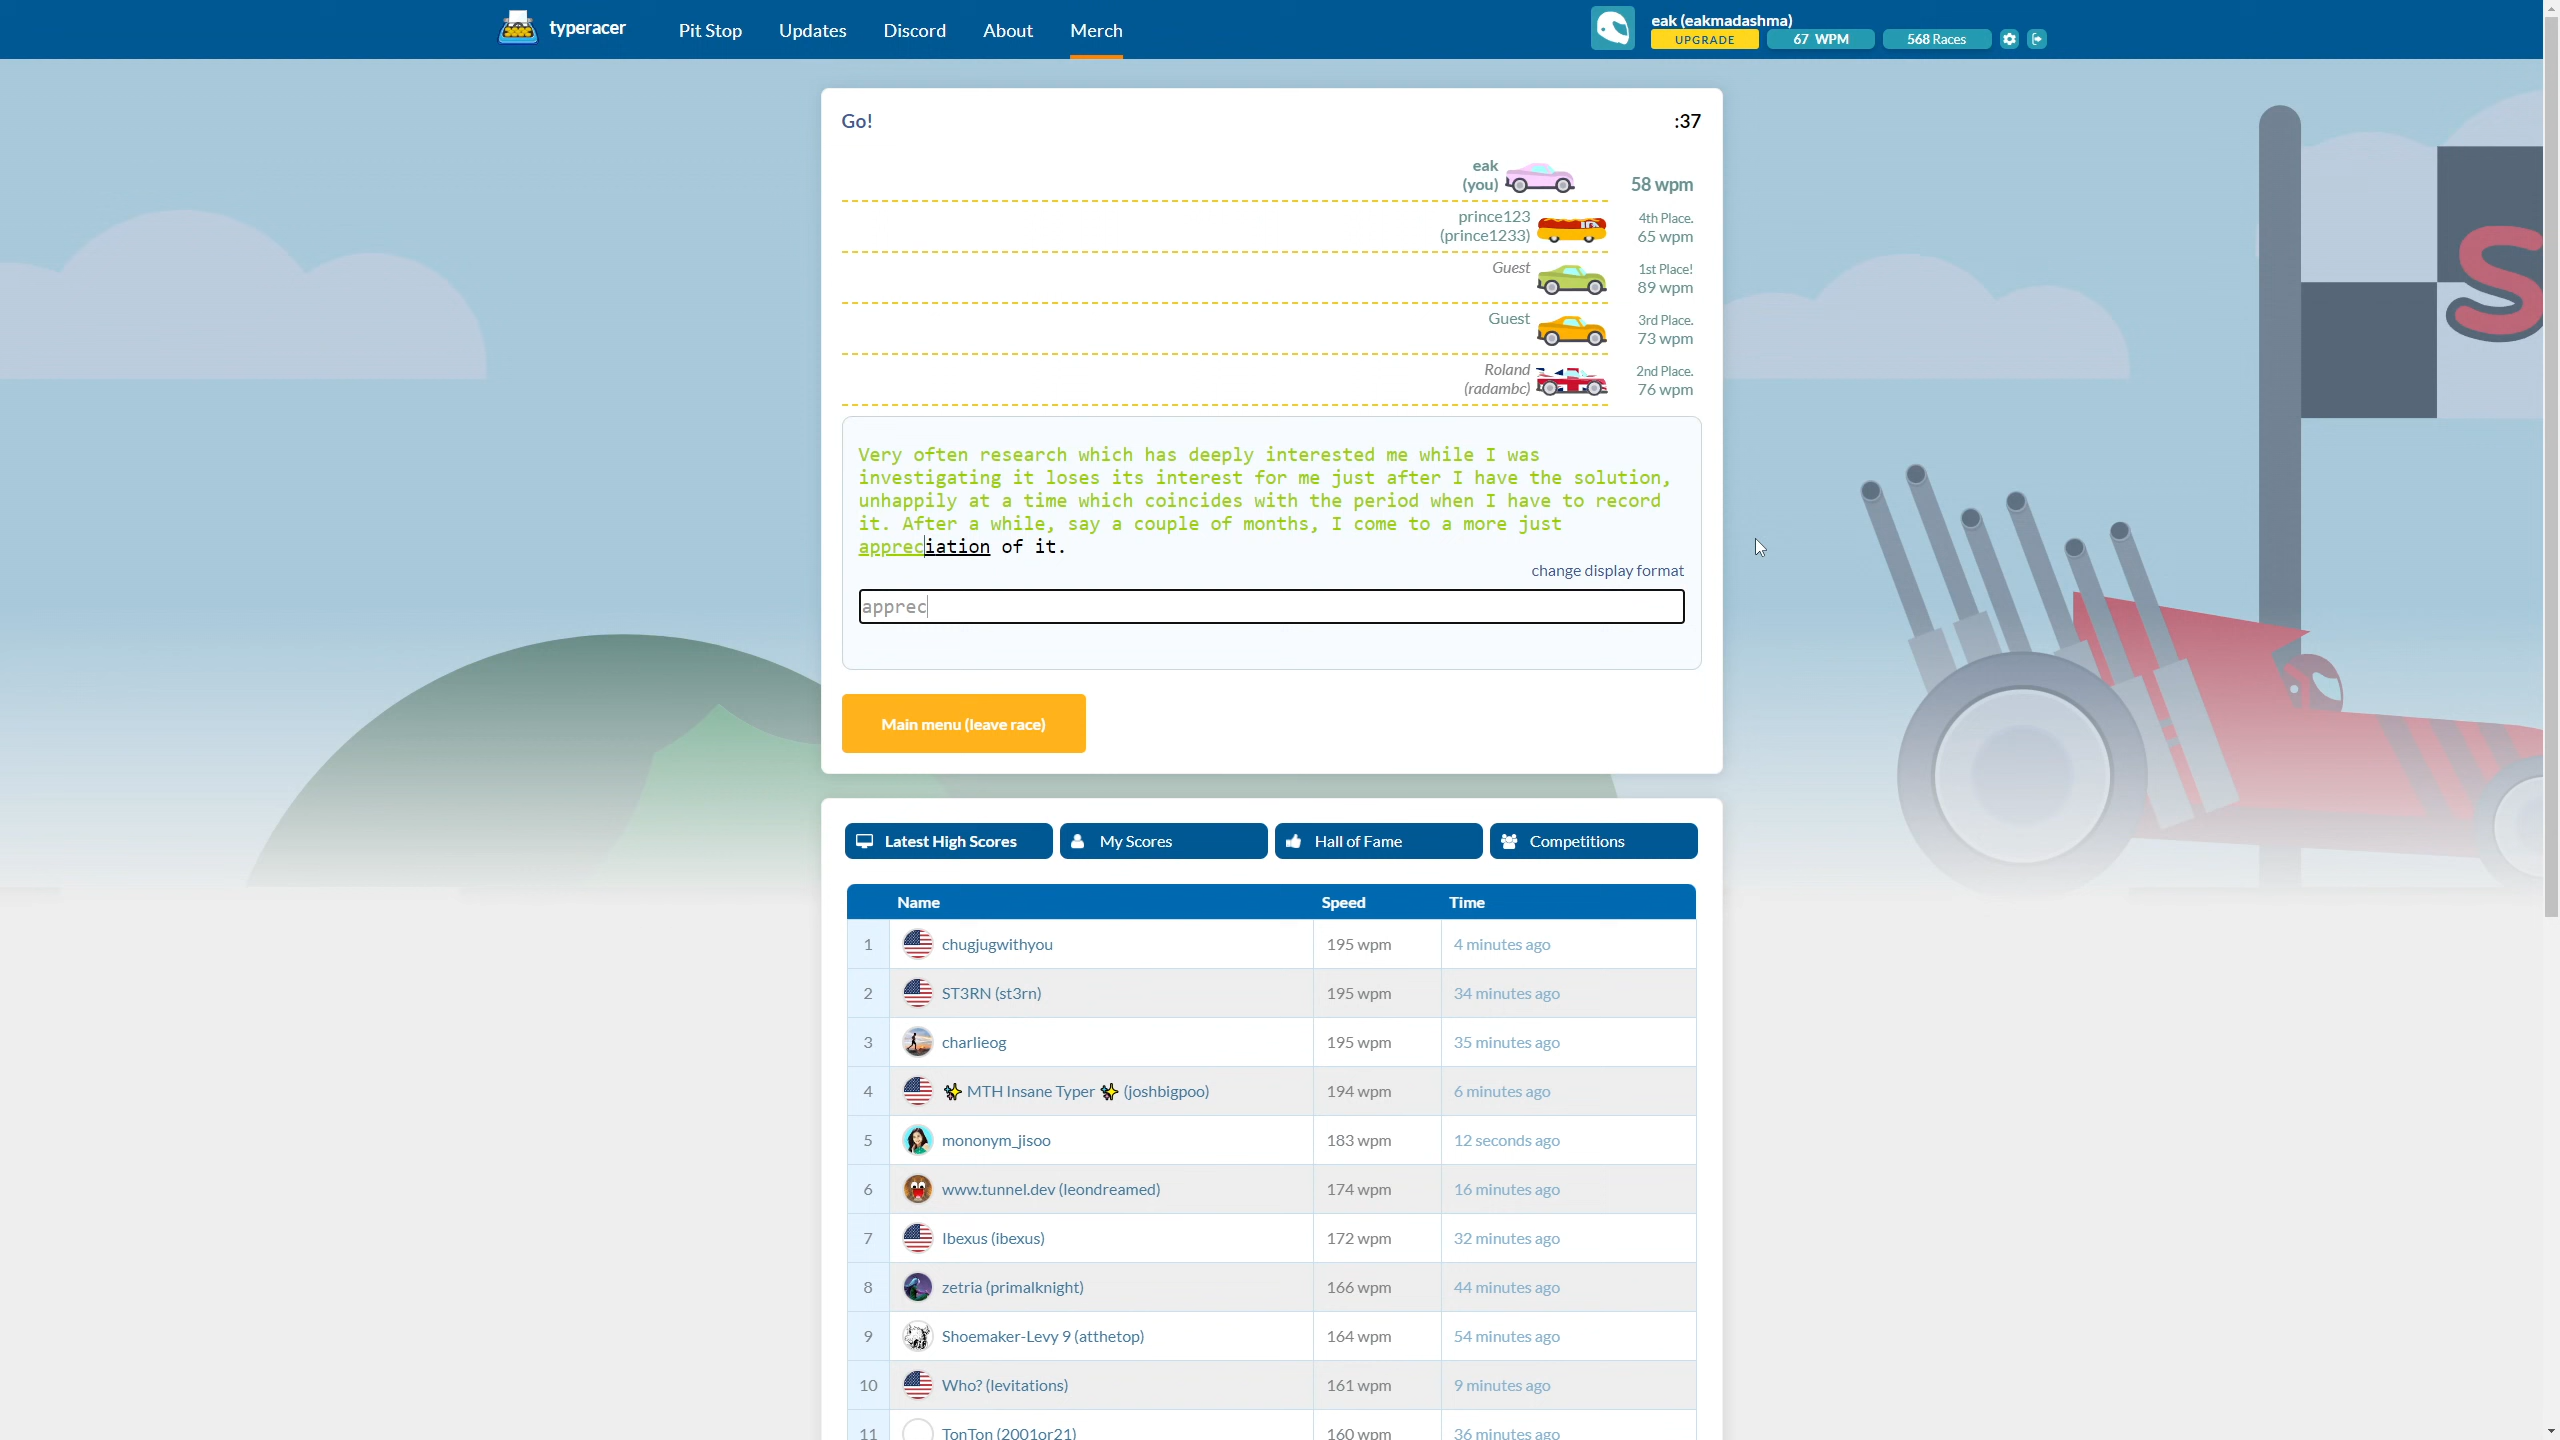 typeracer
Pit Stop
Updates
Discord
About
Merch
eak (eakmadashma)
UPGRADE
67 WPM
568 Races
Go!
:37
eak
(you)
58 wpm
prince123
(prince1233)
4th Place.
65 wpm
Guest
1st Place!
89 wpm
Guest
3rd Place.
73 wpm
Roland
(radambc)
2nd Place.
76 wpm
Very often research which has deeply interested me while I was
investigating it loses its interest for me just after I have the solution,
unhappily at a time which coincides with the period when I have to record
it. After a while, say a couple of months, I come to a more just
appreciation of it.
change display format
apprec
Main menu (leave race)
Latest High Scores
My Scores
Hall of Fame
Competitions
Name Speed Time
1 chugjugwithyou 195 wpm 4 minutes ago
2 ST3RN (st3rn) 195 wpm 34 minutes ago
3 charlieog 195 wpm 35 minutes ago
4 ✨ MTH Insane Typer ✨ (joshbigpoo) 194 wpm 6 minutes ago
5 mononym_jisoo 183 wpm 12 seconds ago
6 www.tunnel.dev (leondreamed) 174 wpm 16 minutes ago
7 Ibexus (ibexus) 172 wpm 32 minutes ago
8 zetria (primalknight) 166 wpm 44 minutes ago
9 Shoemaker-Levy 9 (atthetop) 164 wpm 54 minutes ago
10 Who? (levitations) 161 wpm 9 minutes ago
11 TonTon (2001or21) 160 wpm 36 minutes ago
S